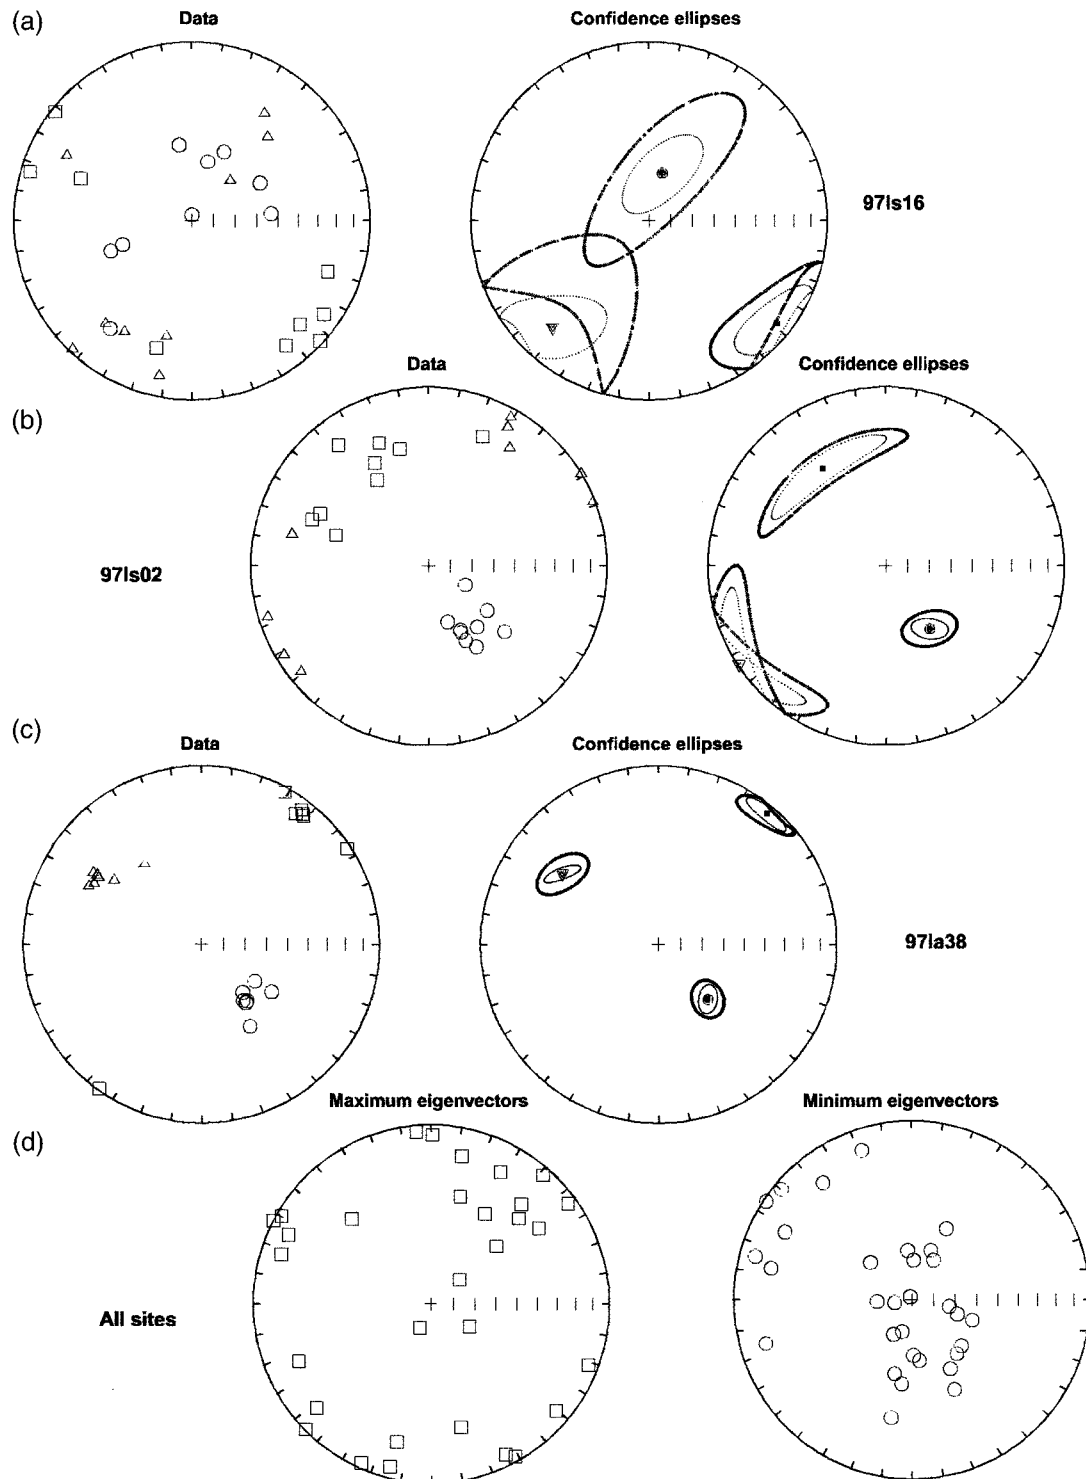 (a)
Data
Confidence ellipses
97ls16
(b)
Data
Confidence ellipses
97ls02
(c)
Data
Confidence ellipses
97la38
(d)
Maximum eigenvectors
Minimum eigenvectors
All sites